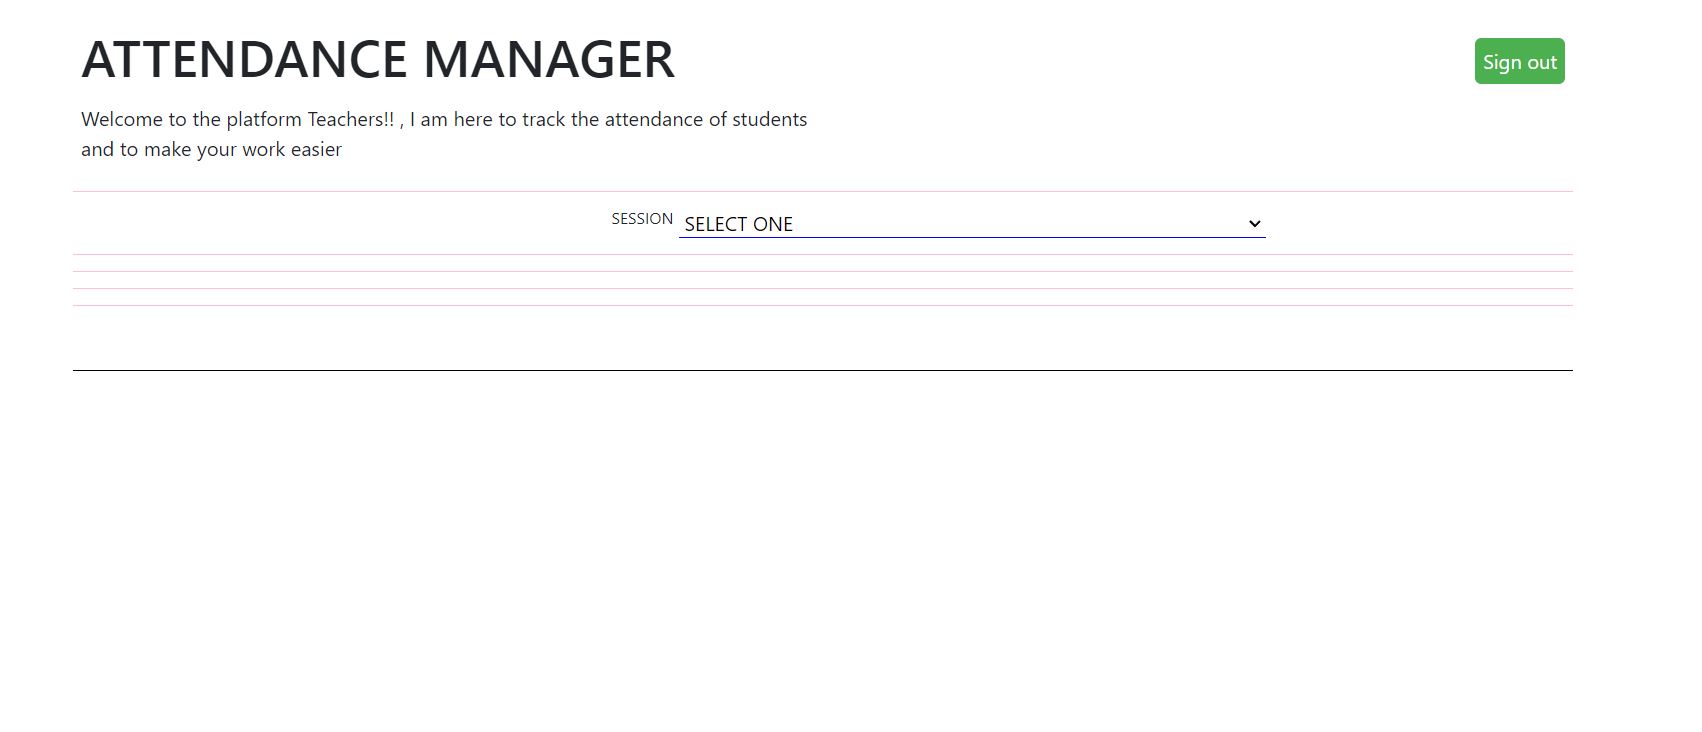 ATTENDANCE MANAGER
Sign out
Welcome to the platform Teachers!! , I am here to track the attendance of students
and to make your work easier
SESSION SELECT ONE